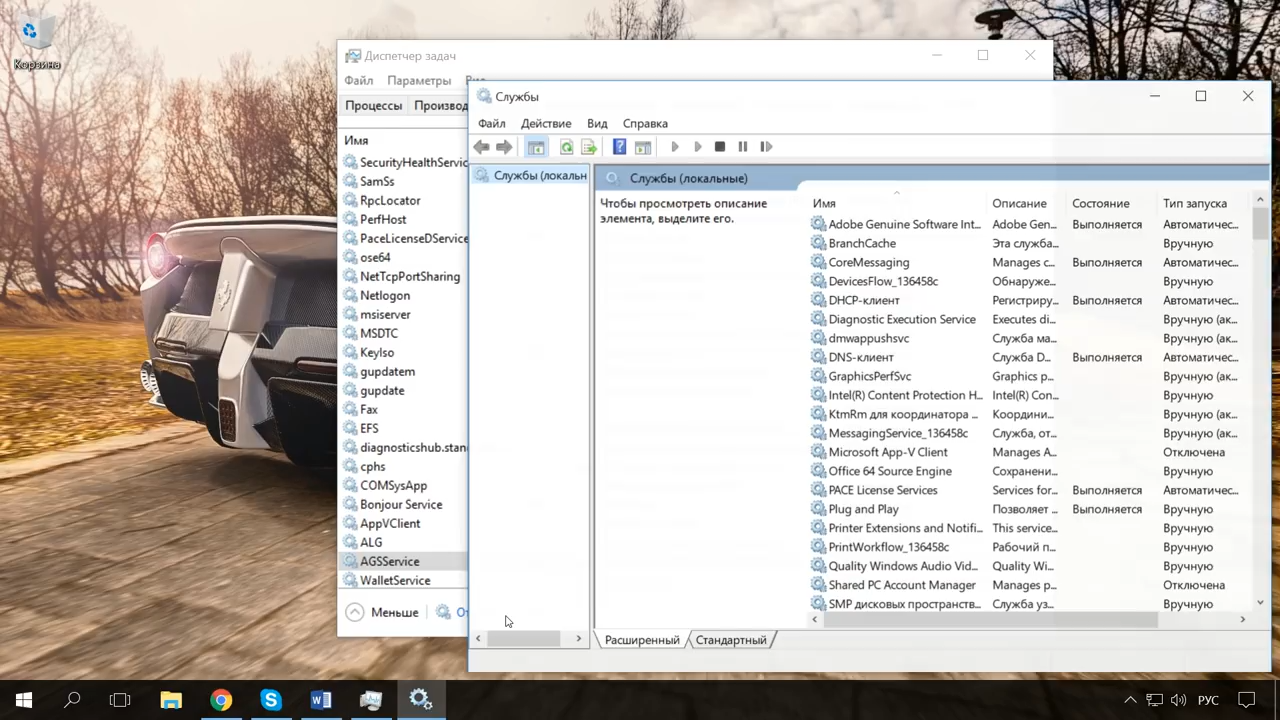 Корзина
Диспетчер задач
Файл Параметры
Процессы
Имя
SamSs
RpcLocator
PerfHost
PaceLicenseDService
ose64
NetTcpPortSharing
Netlogon
msiserver
MSDTC
KeyIso
gupdatem
gupdate
Fax
EFS
diagnosticshub.stan
cphs
COMSysApp
Bonjour Service
AppVClient
ALG
AGSService
WalletService
Меньше
Службы
Файл Действие Вид Справка
Службы (локальн
Службы (локальные)
Чтобы просмотреть описание
элемента, выделите его.
Имя Описание Состояние Тип запуска
Adobe Genuine Software Int... Adobe Gen... Выполняется Автоматичес...
BranchCache Эта служба... Вручную
CoreMessaging Manages c... Выполняется Автоматичес...
DevicesFlow_136458c Обнаруже... Вручную
DHCP-клиент Регистриру... Выполняется Автоматичес...
Diagnostic Execution Service Executes di... Вручную (ак...
dmwappushsvc Служба ма... Вручную (ак...
DNS-клиент Служба D... Выполняется Автоматичес...
GraphicsPerfSvc Graphics p... Вручную (ак...
Intel(R) Content Protection H... Intel(R) Con... Вручную
KtmRm для координатора ... Координи... Вручную (ак...
MessagingService_136458c Служба, от... Вручную (ак...
Microsoft App-V Client Manages A... Отключена
Office 64 Source Engine Сохранени... Вручную
PACE License Services Services for... Выполняется Автоматичес...
Plug and Play Позволяет ... Выполняется Вручную
Printer Extensions and Notifi... This service... Вручную
PrintWorkflow_136458c Рабочий п... Вручную
Quality Windows Audio Vid... Quality Wi... Вручную
Shared PC Account Manager Manages p... Отключена
SMP дисковых пространств... Служба уз... Вручную
Расширенный Стандартный
РУС